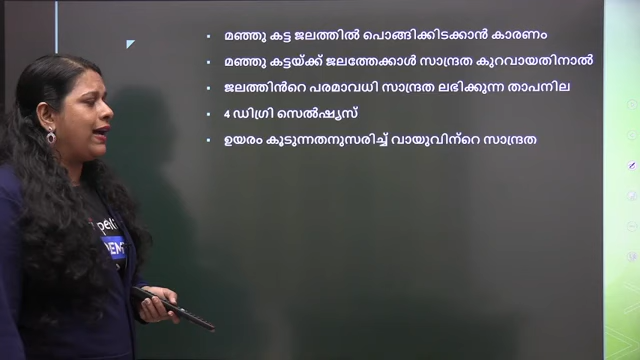 മഞ്ഞു കട്ട ജലത്തിൽ പൊങ്ങിക്കിടക്കാൻ കാരണം
മഞ്ഞു കട്ടയ്ക്ക് ജലത്തേക്കാൾ സാന്ദ്രത കുറവായതിനാൽ
ജലത്തിൻറെ പരമാവധി സാന്ദ്രത ലഭിക്കുന്ന താപനില
4 ഡിഗ്രി സെൽഷ്യസ്
ഉയരം കൂടുന്നതനുസരിച്ച് വായുവിന്റെ സാന്ദ്രത